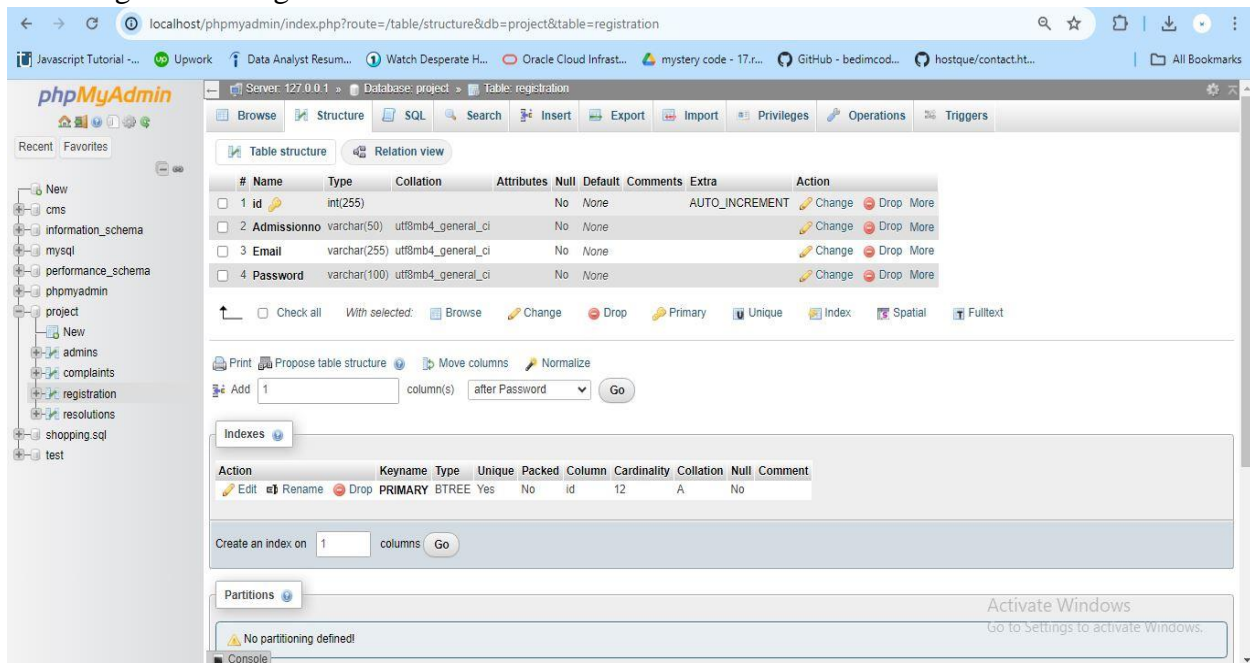 localhost/phpmyadmin/index.php?route=/table/structure&db=project&table=registration
Javascript Tutorial -... Upwork Data Analyst Resum... Watch Desperate H... Oracle Cloud Infrast... mystery code - 17.r... GitHub - bedimcod... hostque/contact.ht... All Bookmarks
phpMyAdmin
Recent Favorites
New
cms
information_schema
mysql
performance_schema
phpmyadmin
project
New
admins
complaints
registration
resolutions
shopping.sql
test
Server: 127.0.0.1 » Database: project » Table: registration
Browse Structure SQL Search Insert Export Import Privileges Operations Triggers
Table structure Relation view
# Name Type Collation Attributes Null Default Comments Extra Action
1 id int(255) No None AUTO_INCREMENT Change Drop More
2 Admissionno varchar(50) utf8mb4_general_ci No None Change Drop More
3 Email varchar(255) utf8mb4_general_ci No None Change Drop More
4 Password varchar(100) utf8mb4_general_ci No None Change Drop More
Check all With selected: Browse Change Drop Primary Unique Index Spatial Fulltext
Print Propose table structure Move columns Normalize
Add 1 column(s) after Password Go
Indexes
Action Keyname Type Unique Packed Column Cardinality Collation Null Comment
Edit Rename Drop PRIMARY BTREE Yes No id 12 A No
Create an index on 1 columns Go
Partitions
No partitioning defined!
Console
Activate Windows
Go to Settings to activate Windows.